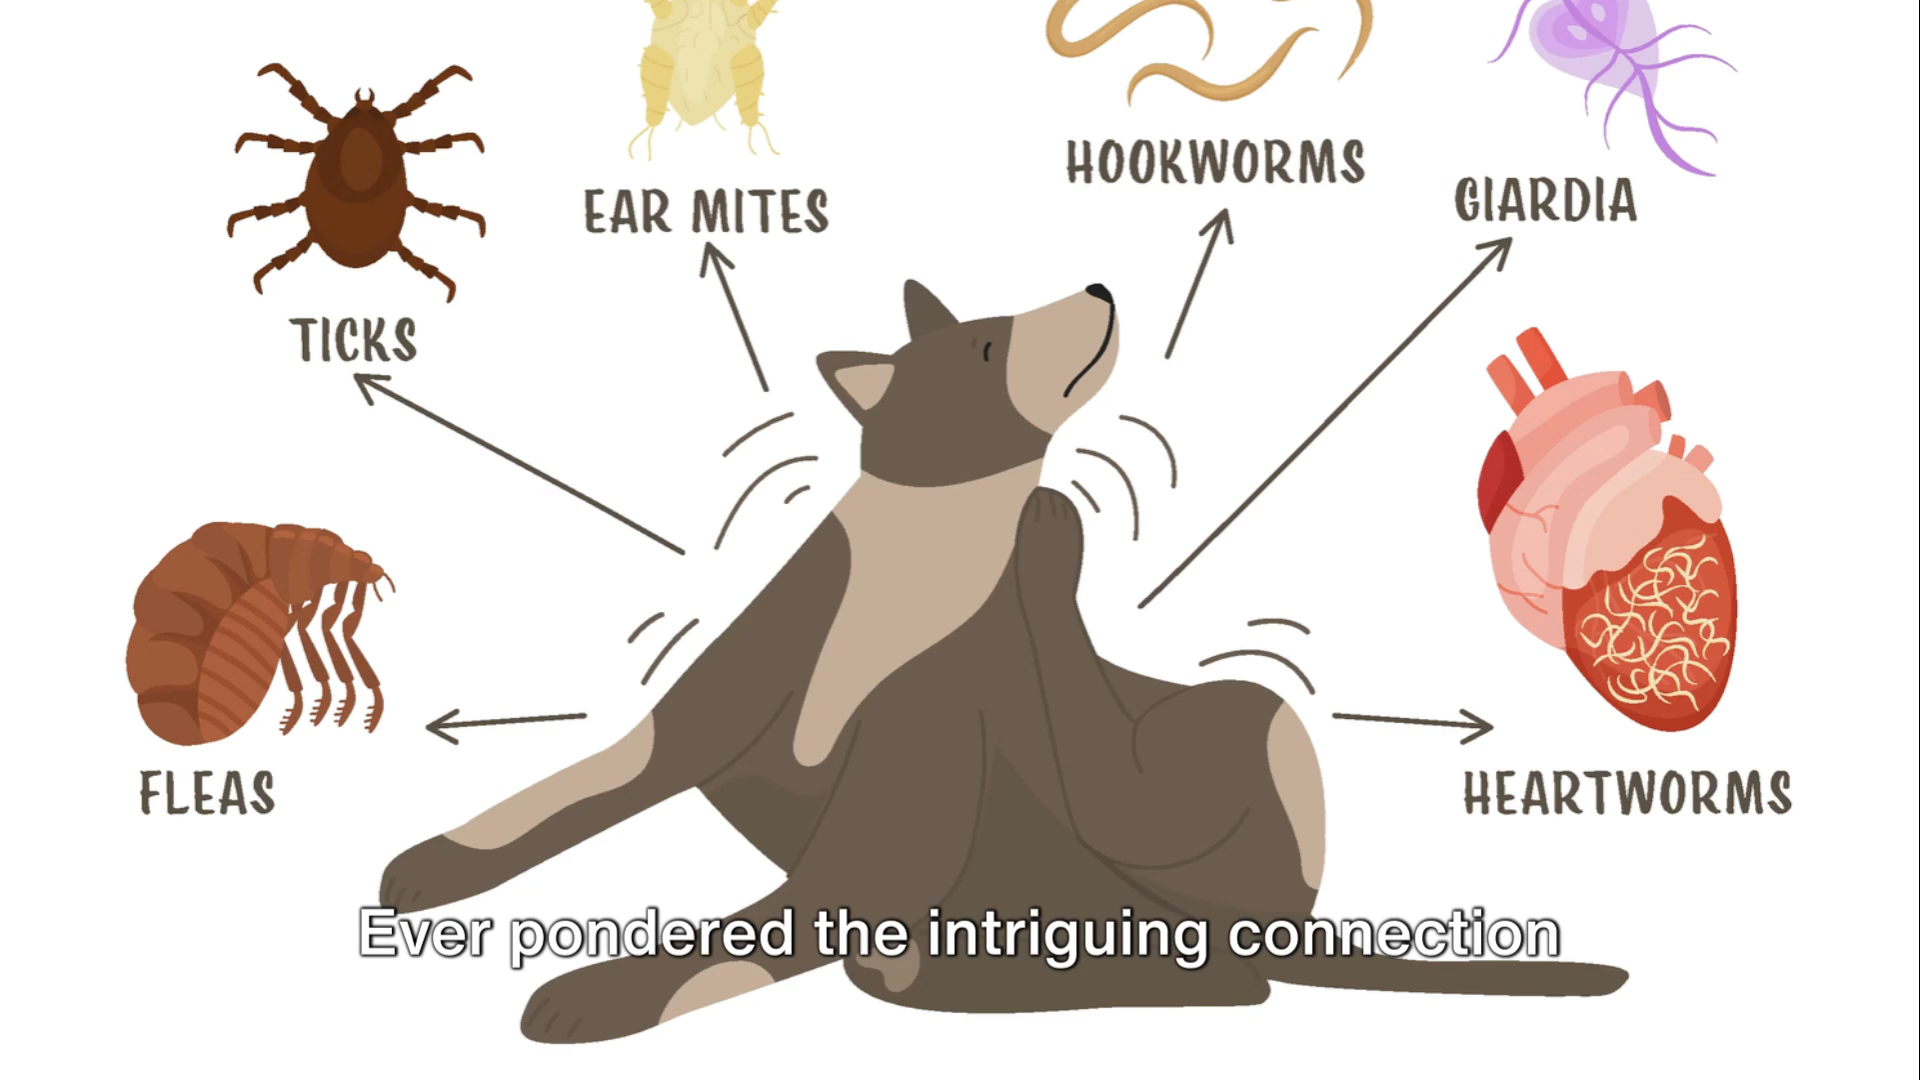 HOOKWORMS
GIARDIA
EAR MITES
TICKS
FLEAS
HEARTWORMS
Ever pondered the intriguing connection